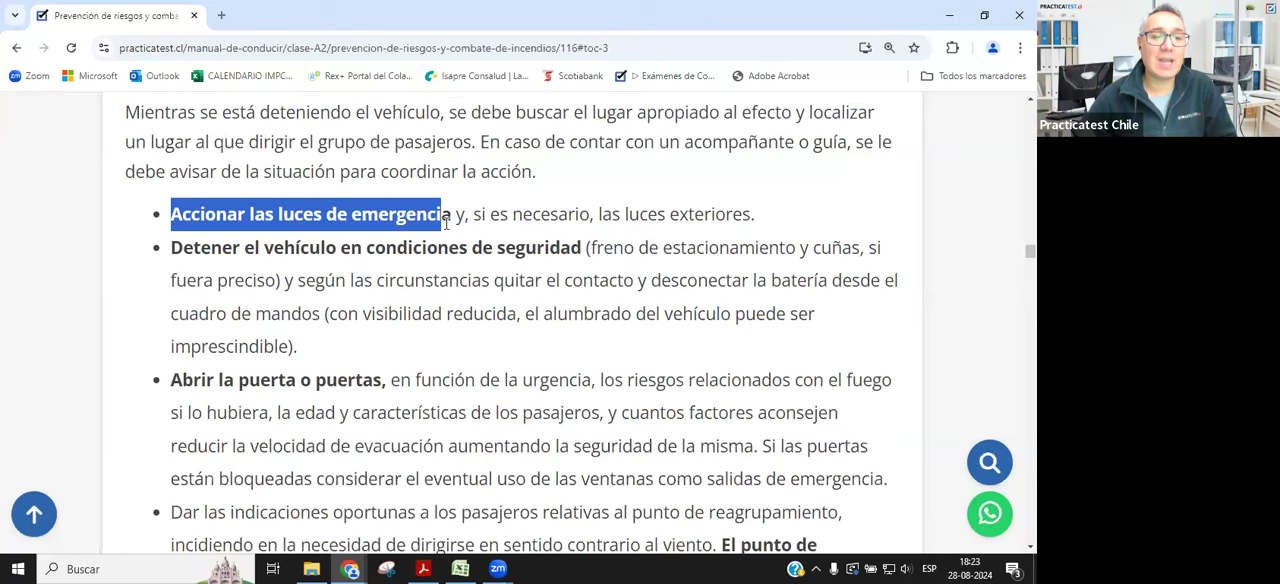 Prevención de riesgos y comba
practicatest.cl/manual-de-conducir/clase-A2/prevencion-de-riesgos-y-combate-de-incendios/116#toc-3
Zoom
Microsoft
Outlook
CALENDARIO IMPC...
Rex+ Portal del Cola...
Isapre Consalud | La...
Scotiabank
▷ Exámenes de Co...
Adobe Acrobat
Todos los marcadores
PRACTICATEST.cl
Practicatest Chile
Mientras se está deteniendo el vehículo, se debe buscar el lugar apropiado al efecto y localizar
un lugar al que dirigir el grupo de pasajeros. En caso de contar con un acompañante o guía, se le
debe avisar de la situación para coordinar la acción.
• Accionar las luces de emergencia y, si es necesario, las luces exteriores.
• Detener el vehículo en condiciones de seguridad (freno de estacionamiento y cuñas, si
fuera preciso) y según las circunstancias quitar el contacto y desconectar la batería desde el
cuadro de mandos (con visibilidad reducida, el alumbrado del vehículo puede ser
imprescindible).
• Abrir la puerta o puertas, en función de la urgencia, los riesgos relacionados con el fuego
si lo hubiera, la edad y características de los pasajeros, y cuantos factores aconsejen
reducir la velocidad de evacuación aumentando la seguridad de la misma. Si las puertas
están bloqueadas considerar el eventual uso de las ventanas como salidas de emergencia.
• Dar las indicaciones oportunas a los pasajeros relativas al punto de reagrupamiento,
incidiendo en la necesidad de dirigirse en sentido contrario al viento. El punto de
Buscar
ESP
18:23
28-08-2024
3